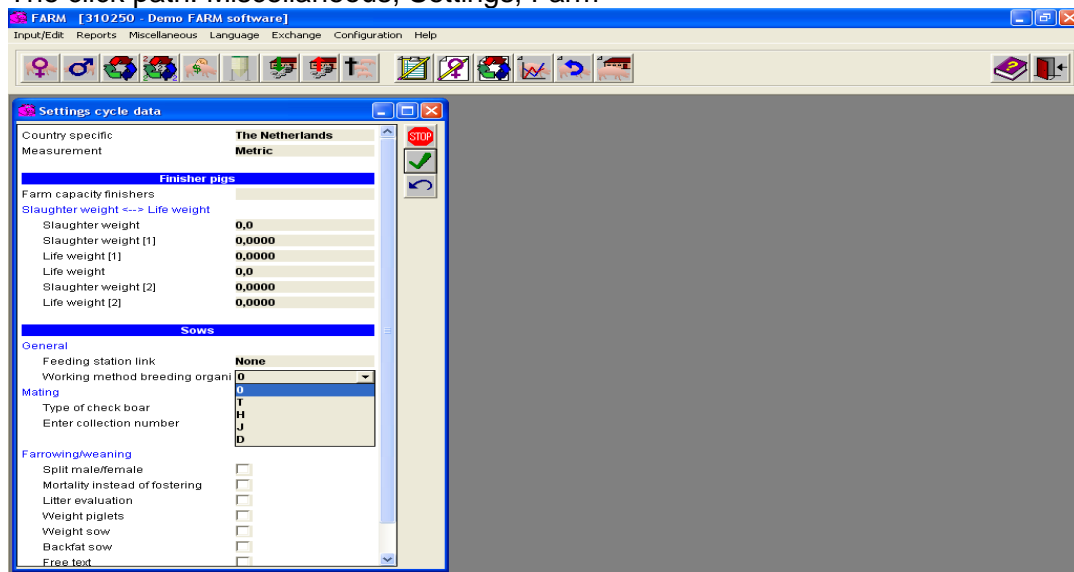 The click path: Miscellaneous, Settings, Farm
FARM [310250 - Demo FARM software]
Input/Edit Reports Miscellaneous Language Exchange Configuration Help
Settings cycle data
Country specific The Netherlands
STOP
Measurement Metric
Finisher pigs
Farm capacity finishers
Slaughter weight <--> Life weight
Slaughter weight 0,0
Slaughter weight [1] 0,0000
Life weight [1] 0,0000
Life weight 0,0
Slaughter weight [2] 0,0000
Life weight [2] 0,0000
Sows
General
Feeding station link None
Working method breeding organi 0
Mating 0
Type of check boar T
H
Enter collection number J
D
Farrowing/weaning
Split male/female
Mortality instead of fostering
Litter evaluation
Weight piglets
Weight sow
Backfat sow
Free text